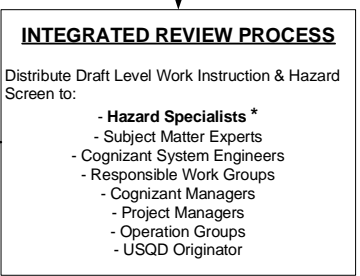 INTEGRATED REVIEW PROCESS
Distribute Draft Level Work Instruction & Hazard
Screen to:
- Hazard Specialists *
- Subject Matter Experts
- Cognizant System Engineers
- Responsible Work Groups
- Cognizant Managers
- Project Managers
- Operation Groups
- USQD Originator